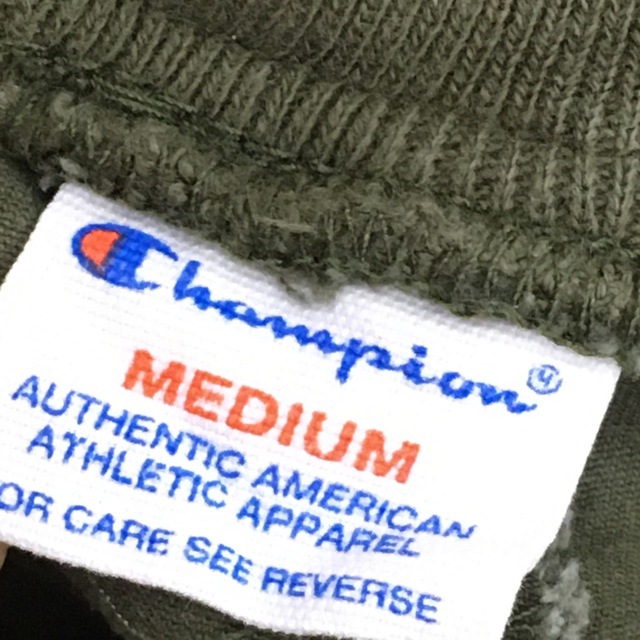 Champion®
MEDIUM
AUTHENTIC AMERICAN
ATHLETIC APPAREL
OR CARE SEE REVERSE